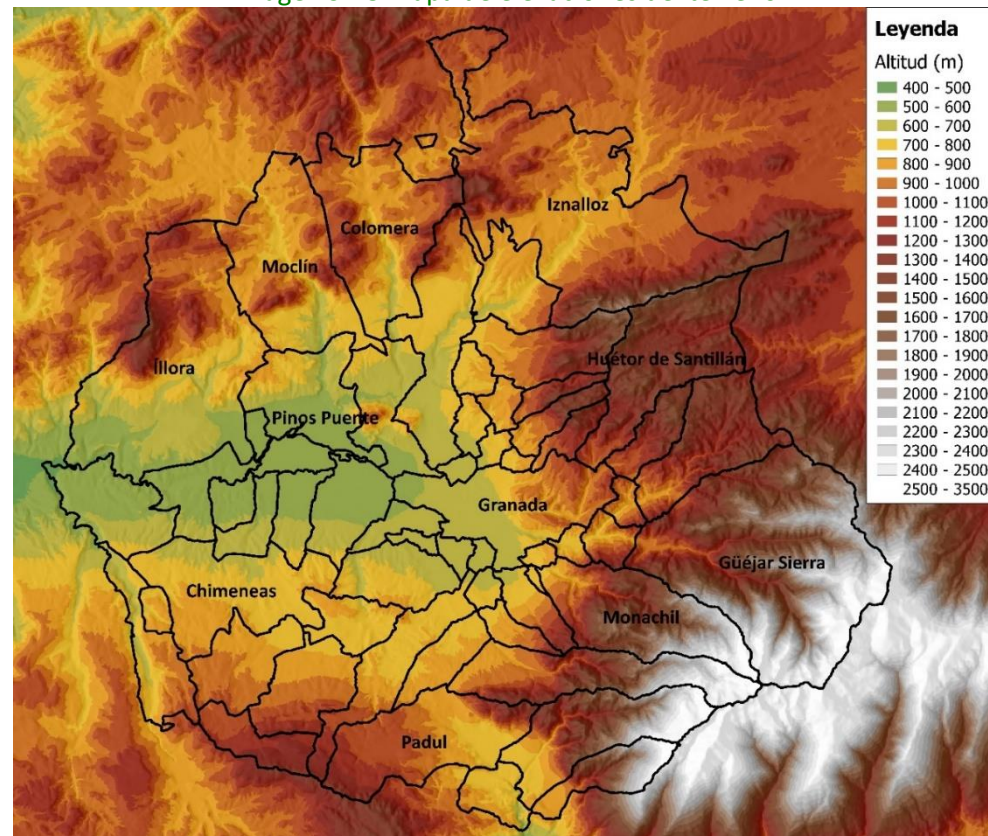 Leyenda
Altitud (m)
400 - 500
500 - 600
600 - 700
700 - 800
800 - 900
900 - 1000
1000 - 1100
1100 - 1200
1200 - 1300
1300 - 1400
1400 - 1500
1500 - 1600
1600 - 1700
1700 - 1800
1800 - 1900
1900 - 2000
2000 - 2100
2100 - 2200
2200 - 2300
2300 - 2400
2400 - 2500
2500 - 3500
Iznalloz
Colomera
Moclín
Huétor de Santillán
Íllora
Pinos Puente
Granada
Güéjar Sierra
Chimeneas
Monachil
Padul